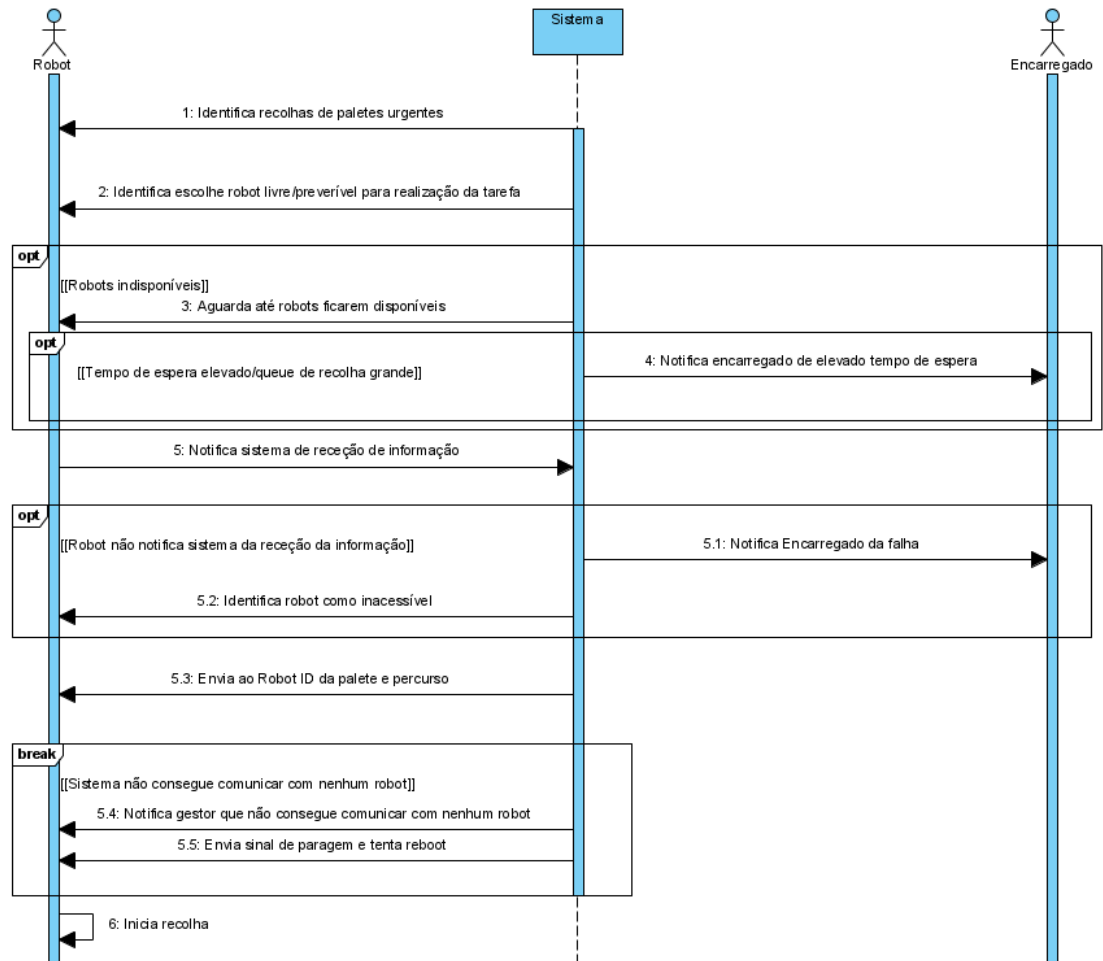 Robot
Sistema
Encarregado
1: Identifica recolhas de paletes urgentes
2: Identifica escolhe robot livre/preverível para realização da tarefa
opt
[[Robots indisponíveis]]
3: Aguarda até robots ficarem disponíveis
opt
[[Tempo de espera elevado/queue de recolha grande]]
4: Notifica encarregado de elevado tempo de espera
5: Notifica sistema de receção de informação
opt
[[Robot não notifica sistema da receção da informação]]
5.1: Notifica Encarregado da falha
5.2: Identifica robot como inacessível
5.3: Envia ao Robot ID da palete e percurso
break
[[Sistema não consegue comunicar com nenhum robot]]
5.4: Notifica gestor que não consegue comunicar com nenhum robot
5.5: Envia sinal de paragem e tenta reboot
6: Inicia recolha